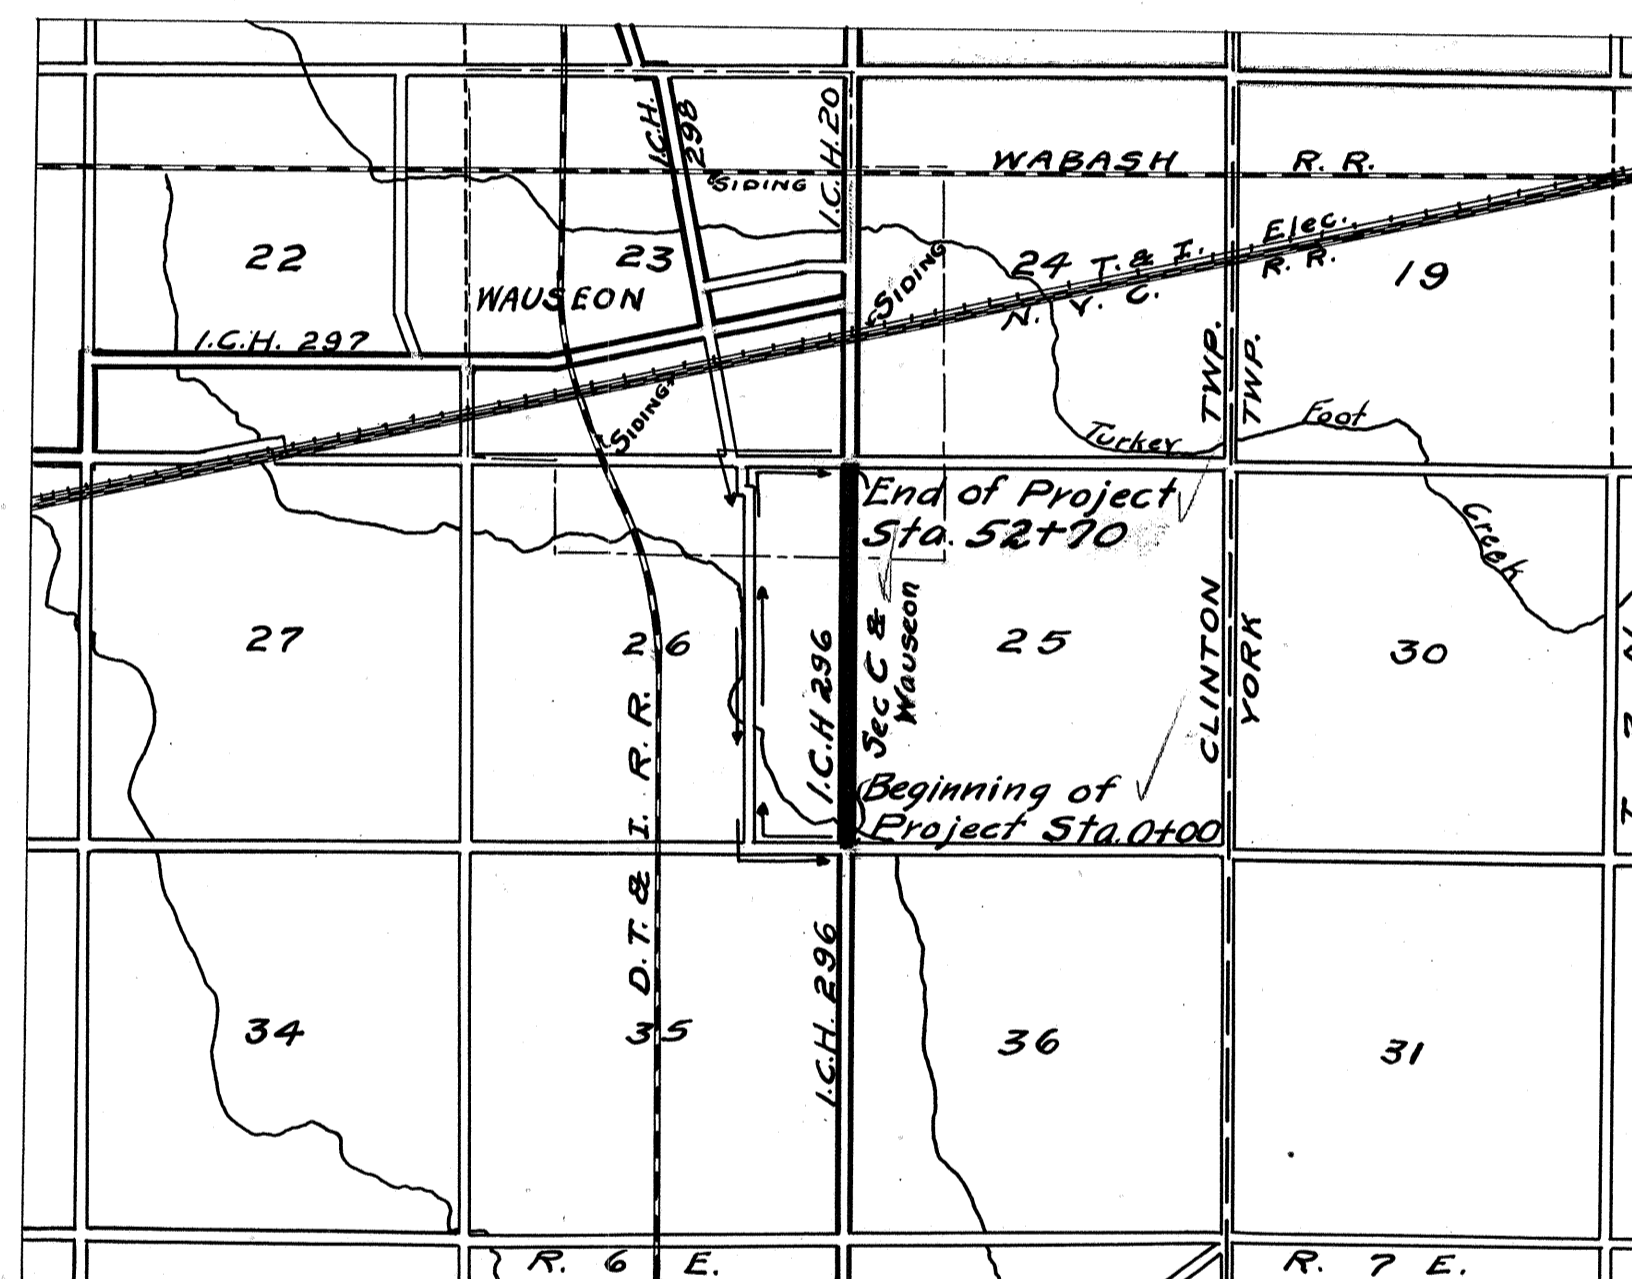 I.C.H.
298
I.C.H. 20
WABASH R. R.
SIDING
22
23
24
19
WAUSEON
SIDING
T. & I. Elec.
R. R.
N. Y. C.
I.C.H. 297
SIDING
TWP.
TWP.
Turkey Foot
Creek
End of Project
Sta. 52+70
27
26
25
30
I.C.H 296
Sec C &
Wauseon
CLINTON
YORK
Beginning of
Project Sta. 0+00
D. T. & I. R. R.
T. 7 N
34
35
36
31
I.C.H. 296
R. 6 E.
R. 7 E.